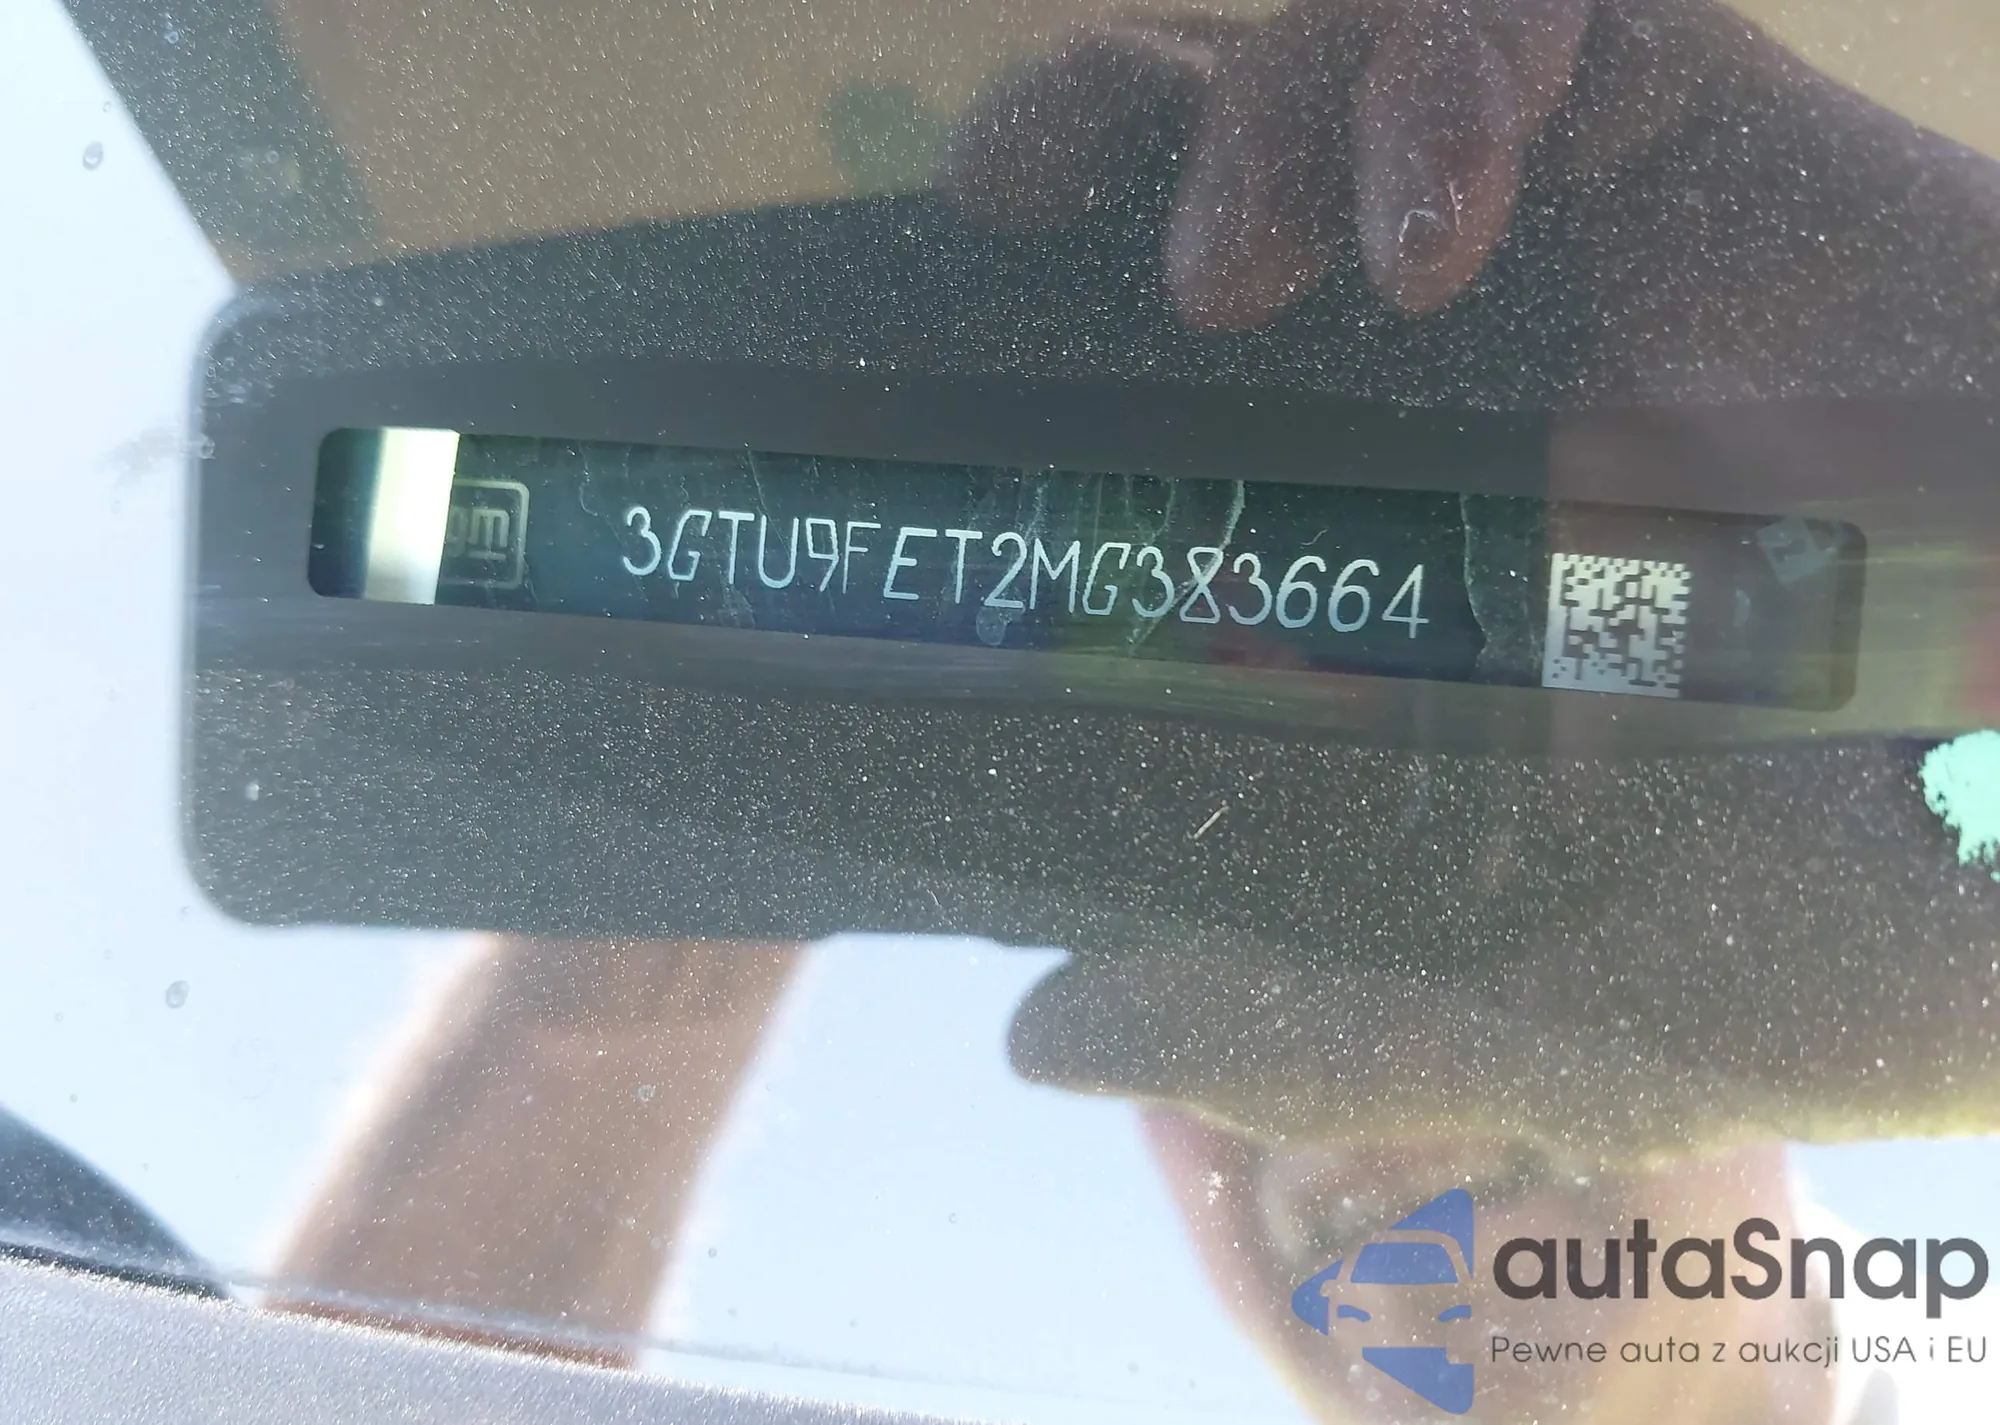 gm
3GTU9FET2MG383664
autaSnap
Pewne auta z aukcji USA i EU